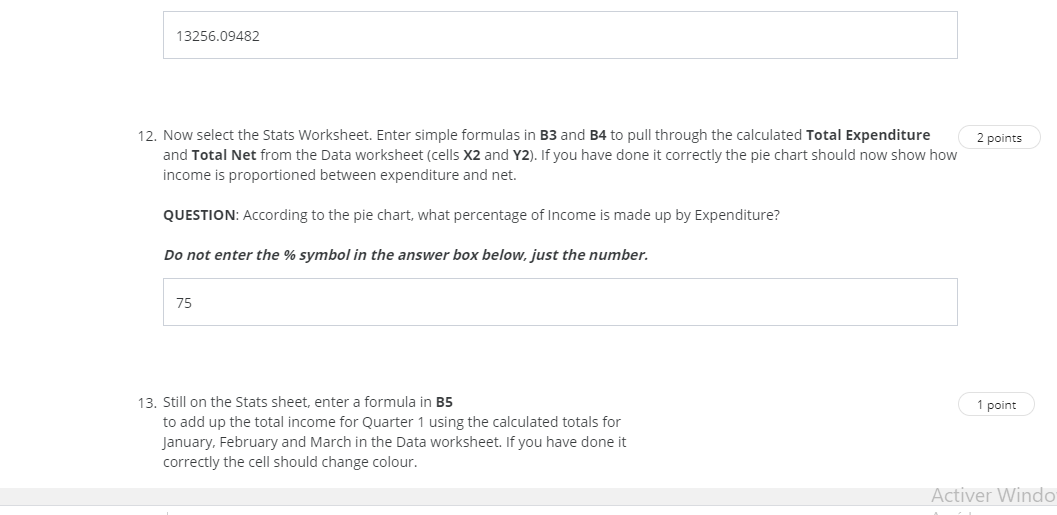 13256.09482
12. Now select the Stats Worksheet. Enter simple formulas in B3 and B4 to pull through the calculated Total Expenditure
2 points
and Total Net from the Data worksheet (cells X2 and Y2). If you have done it correctly the pie chart should now show how
income is proportioned between expenditure and net.
QUESTION: According to the pie chart, what percentage of Income is made up by Expenditure?
Do not enter the % symbol in the answer box below, just the number.
75
13. Still on the Stats sheet, enter a formula in B5
1 point
to add up the total income for Quarter 1 using the calculated totals for
January, February and March in the Data worksheet. If you have done it
correctly the cell should change colour.
Activer Windo